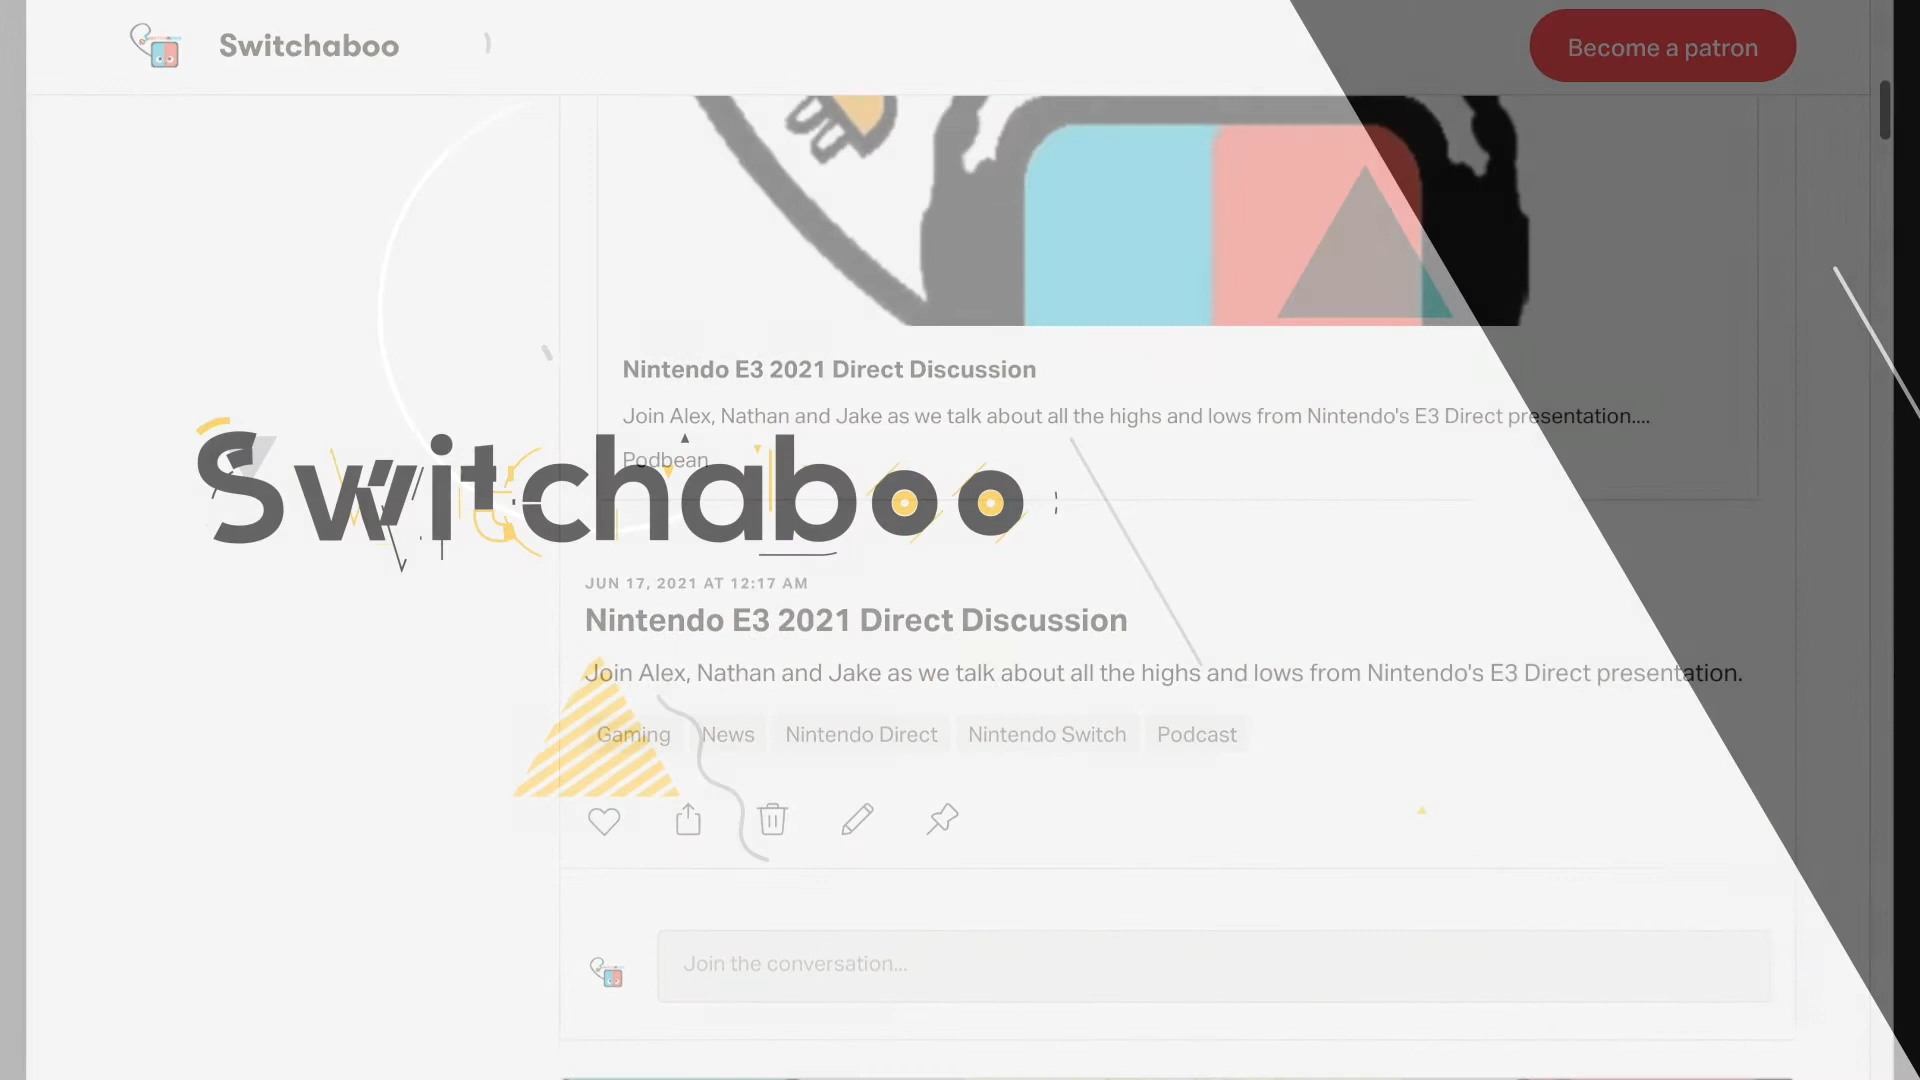 Switchaboo
Become a patron
Nintendo E3 2021 Direct Discussion
Join Alex, Nathan and Jake as we talk about all the highs and lows from Nintendo's E3 Direct presentation....
Podbean
Switchaboo
JUN 17, 2021 AT 12:17 AM
Nintendo E3 2021 Direct Discussion
Join Alex, Nathan and Jake as we talk about all the highs and lows from Nintendo's E3 Direct presentation.
Gaming News Nintendo Direct Nintendo Switch Podcast
Join the conversation...